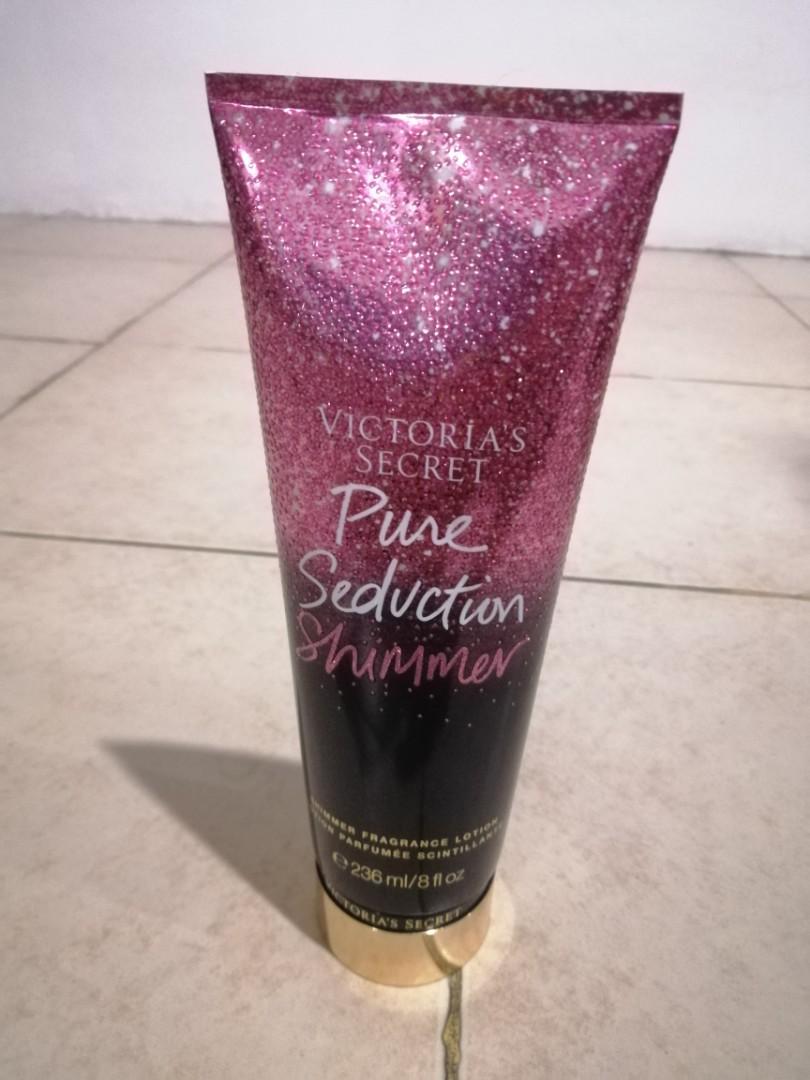 VICTORIA'S
SECRET
Pure
Seduction
Shimmer
SHIMMER FRAGRANCE LOTION
LOTION PARFUMÉE SCINTILLANTE
e 236 ml/8 fl oz
VICTORIA'S SECRET